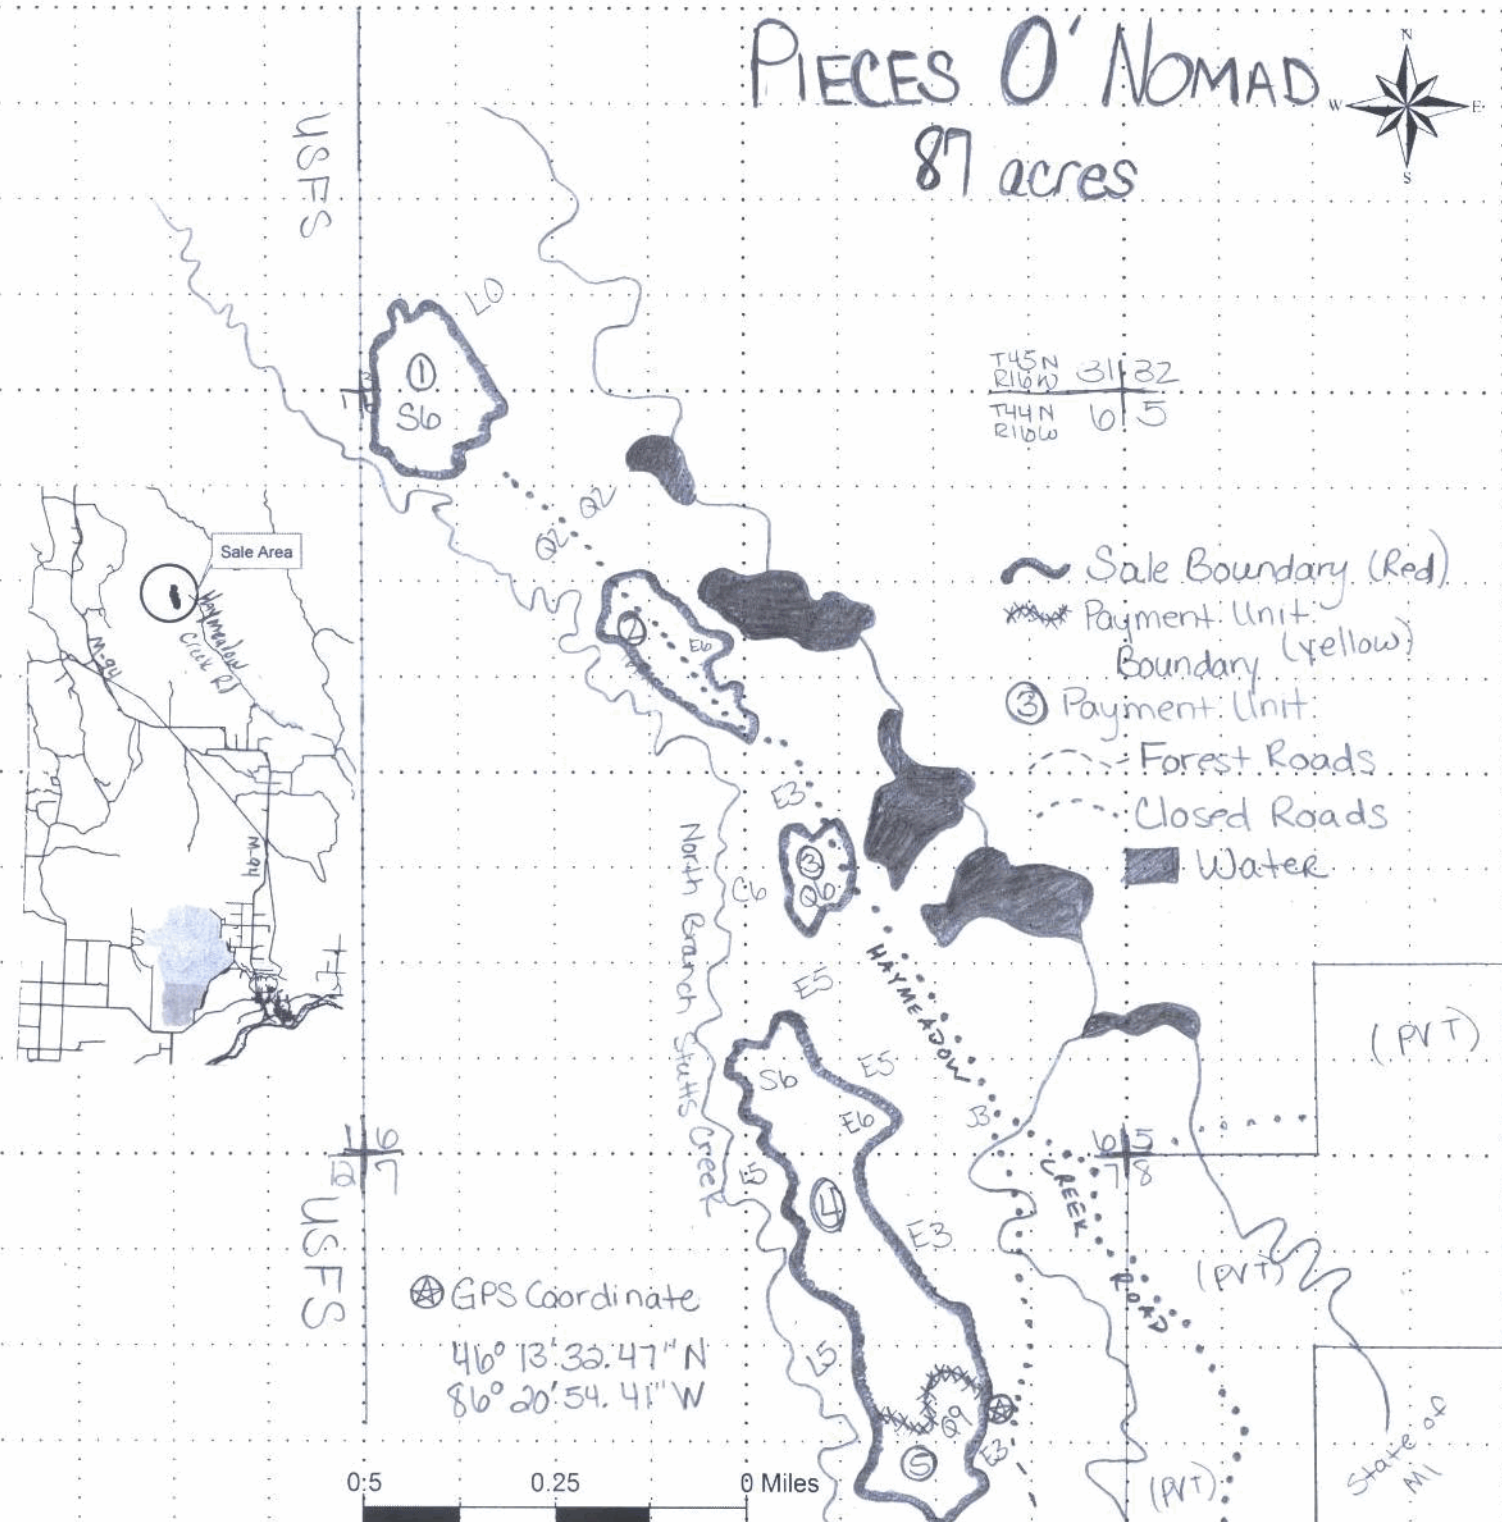 PIECES O' NOMAD
87 acres
N
W
E
S
USFS
LO
1
S6
T45N
R16W
31
32
T44N
R16W
6
5
Q2
Q2
Sale Area
Haymeadow
Creek Rd
M-94
M-94
Sale Boundary (Red)
Payment Unit
Boundary (yellow)
3 Payment Unit
Forest Roads
Closed Roads
Water
2
E6
E3
3
Q6
C6
North Branch Stutts Creek
E5
HAYMEADOW
CREEK
ROAD
(PVT)
S6
E5
E6
J3
1
6
12
7
6
5
7
8
E5
4
E3
USFS
(PVT)
GPS Coordinate
46° 13' 32.47" N
86° 20' 54.41" W
L5
Q9
5
E3
State of
MI
(PVT)
0.5
0.25
0 Miles